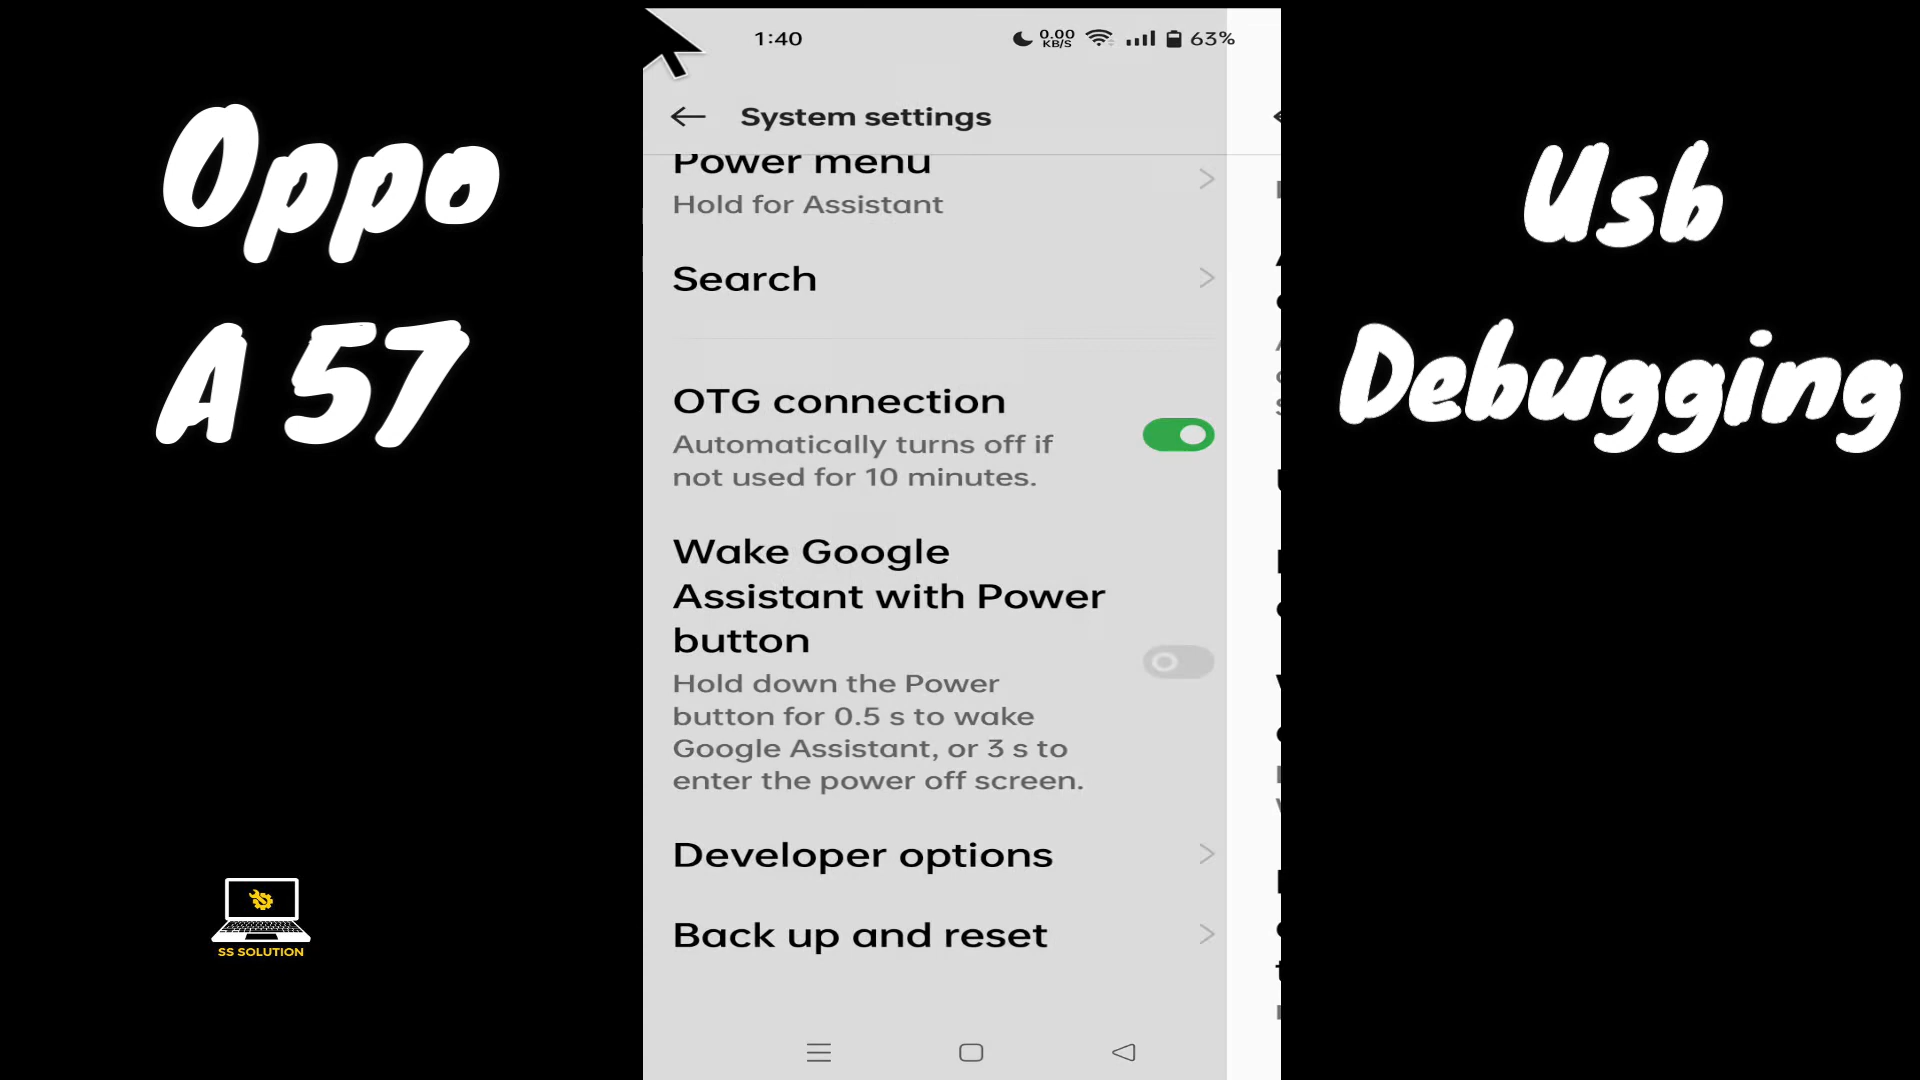 Oppo
A 57
1:40
0.00
KB/S
63%
System settings
Power menu
Hold for Assistant
Search
OTG connection
Automatically turns off if
not used for 10 minutes.
Wake Google
Assistant with Power
button
Hold down the Power
button for 0.5 s to wake
Google Assistant, or 3 s to
enter the power off screen.
Developer options
Back up and reset
Usb
Debugging
SS SOLUTION